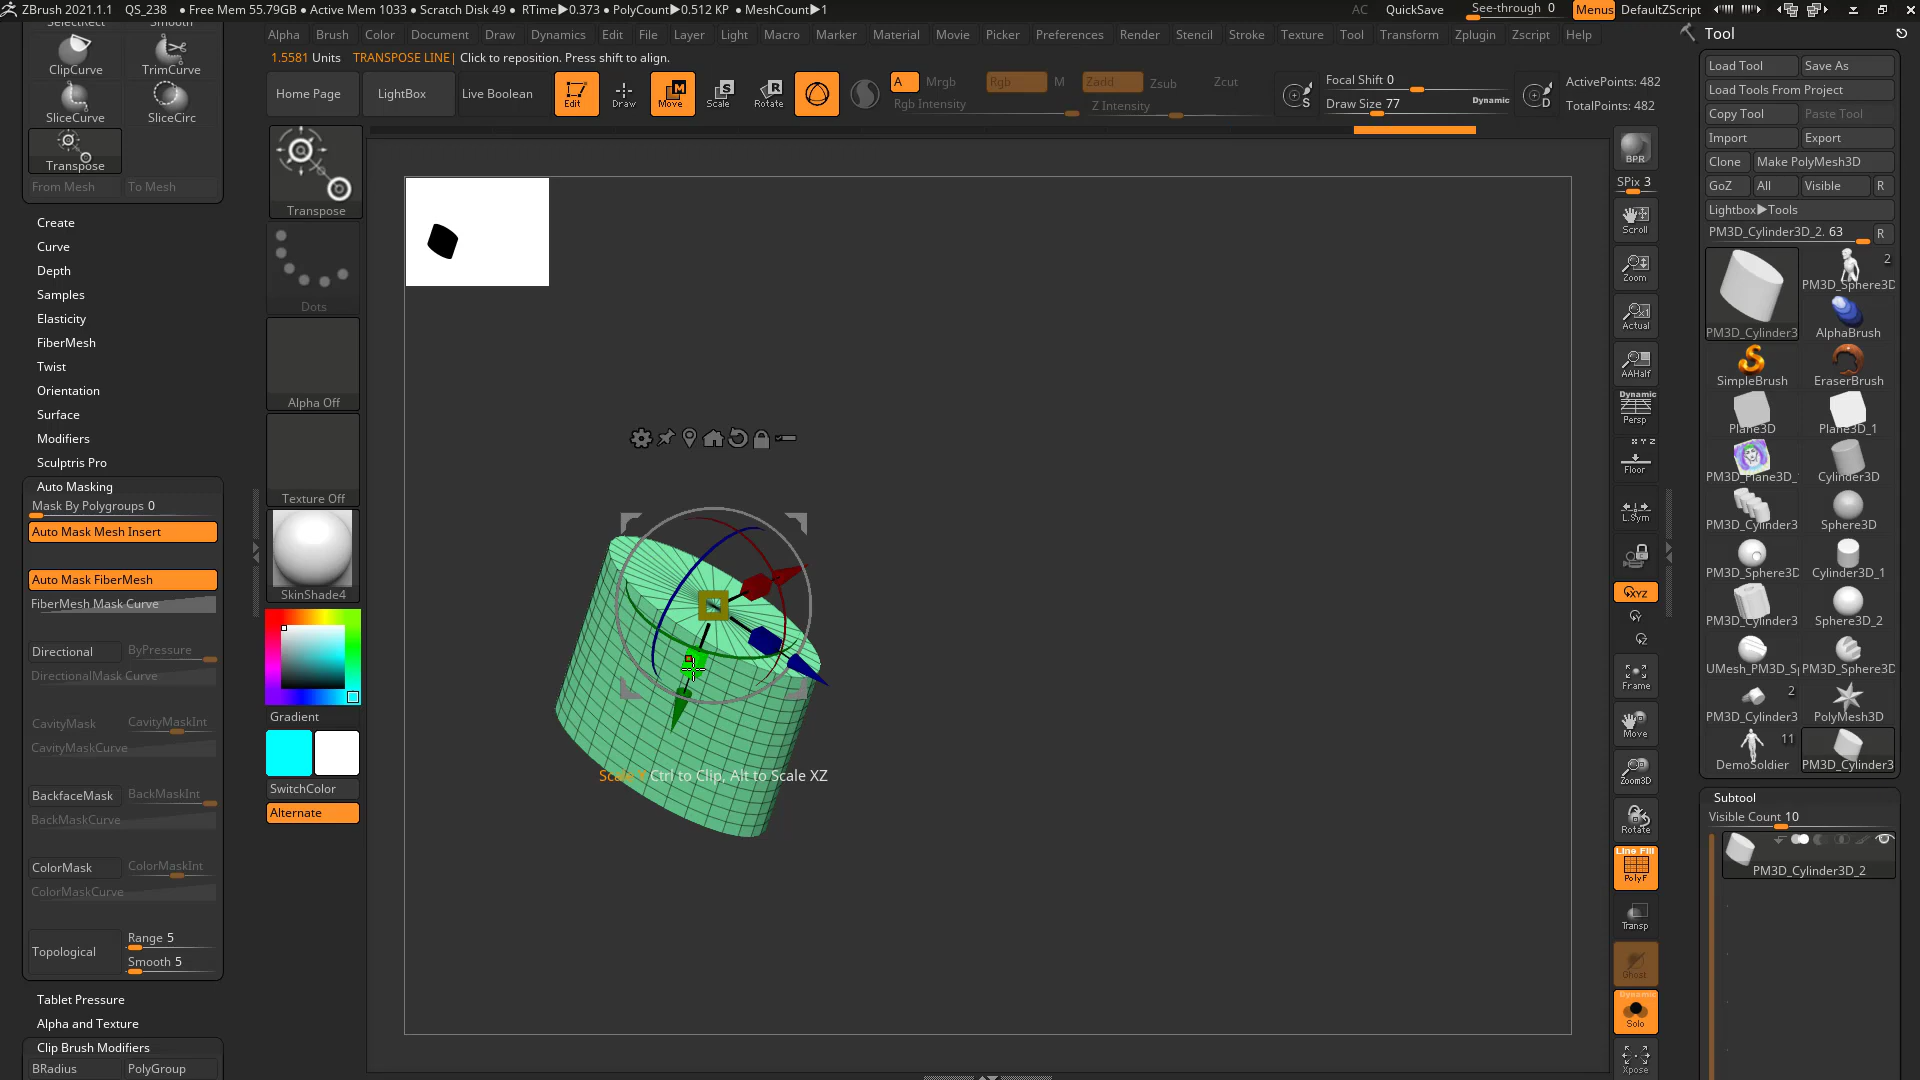 ZBrush 2021.1.1 QS_238 ● Free Mem 55.79GB ● Active Mem 1033 ● Scratch Disk 49 ● RTime▶0.373 ● PolyCount▶0.512 KP ● MeshCount▶1 AC QuickSave See-through 0 Menus DefaultZScript
Alpha Brush Color Document Draw Dynamics Edit File Layer Light Macro Marker Material Movie Picker Preferences Render Stencil Stroke Texture Tool Transform Zplugin Zscript Help
1.5581 Units TRANSPOSE LINE| Click to reposition. Press shift to align.
Home Page LightBox Live Boolean Edit Draw Move Scale Rotate
A Mrgb Rgb M Zadd Zsub Zcut
Rgb Intensity Z Intensity
S
Focal Shift 0
Draw Size 77 Dynamic
D
ActivePoints: 482
TotalPoints: 482
Smooth
ClipCurve TrimCurve
SliceCurve SliceCirc
Transpose
From Mesh To Mesh
Create
Curve
Depth
Samples
Elasticity
FiberMesh
Twist
Orientation
Surface
Modifiers
Sculptris Pro
Auto Masking
Mask By Polygroups 0
Auto Mask Mesh Insert
Auto Mask FiberMesh
FiberMesh Mask Curve
Directional ByPressure
DirectionalMask Curve
CavityMask CavityMaskInt
CavityMaskCurve
BackfaceMask BackMaskInt
BackMaskCurve
ColorMask ColorMaskInt
ColorMaskCurve
Topological
Range 5
Smooth 5
Tablet Pressure
Alpha and Texture
Clip Brush Modifiers
BRadius PolyGroup
Transpose
Dots
Alpha Off
Texture Off
SkinShade4
Gradient
SwitchColor
Alternate
Scale Y Ctrl to Clip, Alt to Scale XZ
BPR
SPix 3
Scroll
Zoom
Actual
AAHalf
Dynamic
Persp
X Y Z
Floor
L.Sym
XYZ
Y
Z
Frame
Move
Zoom3D
Rotate
Line Fill
PolyF
Transp
Ghost
Dynamic
Solo
Xpose
Tool
Load Tool Save As
Load Tools From Project
Copy Tool Paste Tool
Import Export
Clone Make PolyMesh3D
GoZ All Visible R
Lightbox▶Tools
PM3D_Cylinder3D_2. 63 R
2
PM3D_Cylinder3 PM3D_Sphere3D
AlphaBrush
SimpleBrush EraserBrush
Plane3D Plane3D_1
PM3D_Plane3D_ Cylinder3D
PM3D_Cylinder3 Sphere3D
PM3D_Sphere3D Cylinder3D_1
PM3D_Cylinder3 Sphere3D_2
UMesh_PM3D_S PM3D_Sphere3D
2
PM3D_Cylinder3 PolyMesh3D
11
DemoSoldier PM3D_Cylinder3
Subtool
Visible Count 10
PM3D_Cylinder3D_2